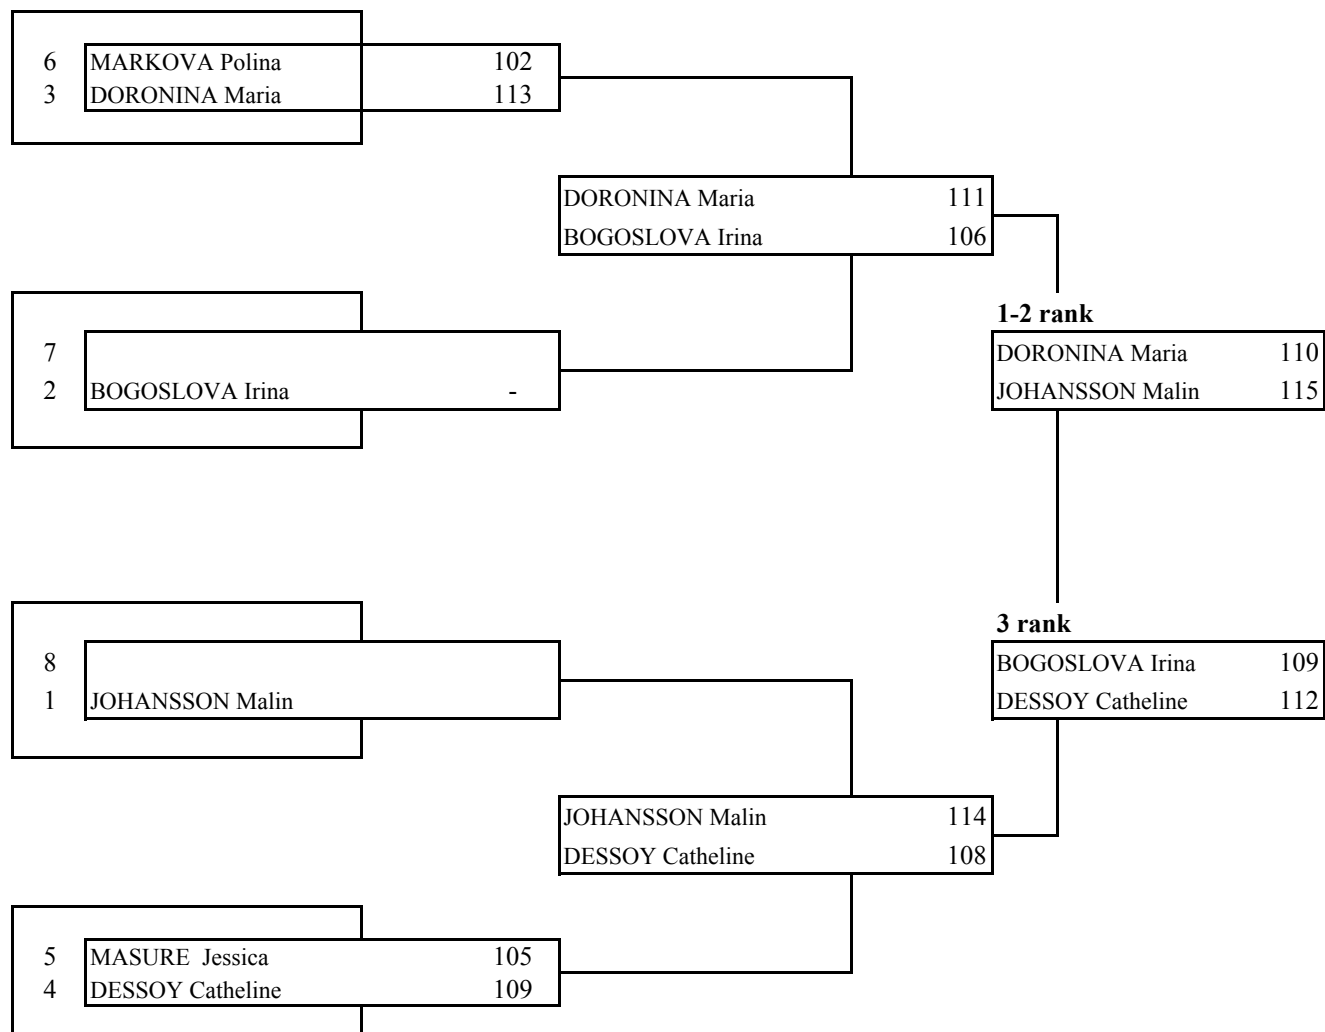 6 MARKOVA Polina 102
3 DORONINA Maria 113
DORONINA Maria 111
BOGOSLOVA Irina 106
1-2 rank
7
DORONINA Maria 110
2 BOGOSLOVA Irina -
JOHANSSON Malin 115
3 rank
8
BOGOSLOVA Irina 109
1 JOHANSSON Malin
DESSOY Catheline 112
JOHANSSON Malin 114
DESSOY Catheline 108
5 MASURE Jessica 105
4 DESSOY Catheline 109